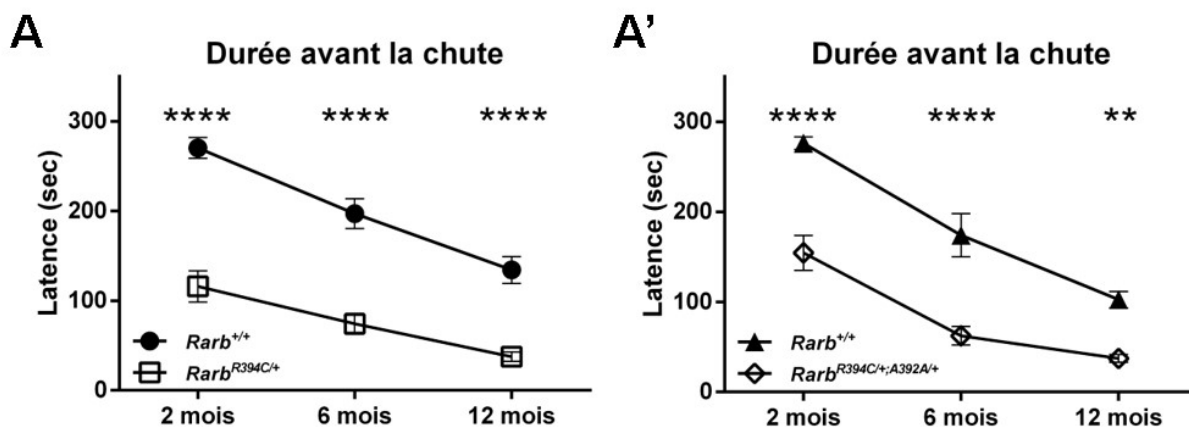 A
Durée avant la chute
**** **** ****
300
200
100
0
Latence (sec)
Rarb+/+
RarbR394C/+
2 mois 6 mois 12 mois
A'
Durée avant la chute
**** **** **
300
200
100
0
Latence (sec)
Rarb+/+
RarbR394C/+;A392A/+
2 mois 6 mois 12 mois